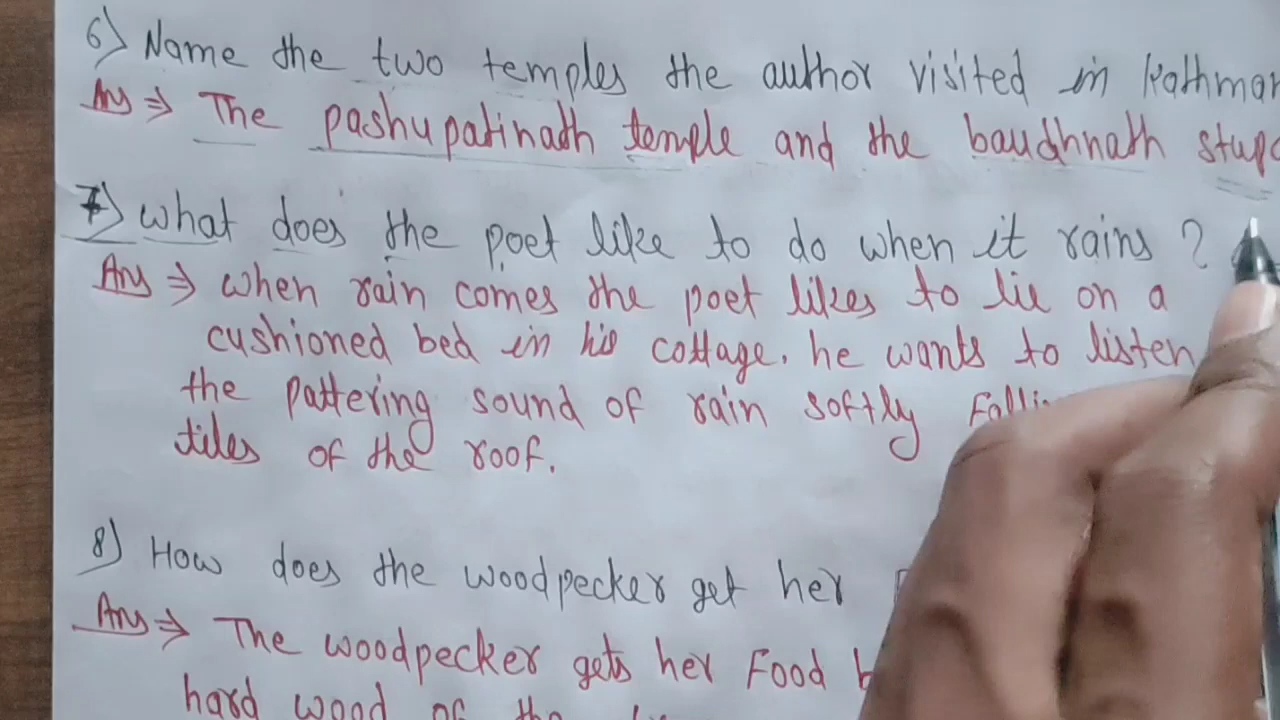 6) Name the two temples the author visited in
Ans ⇒ The pashupatinath temple and the baudhnath
7) what does the poet like to do when it rains ?
Ans ⇒ when rain comes the poet likes to lie on a
cushioned bed in his cottage. he wants to listen
the pattering sound of rain softly
tiles of the roof.
8) How does the woodpecker get her
Ans ⇒ The woodpecker gets her Food
hard wood of the